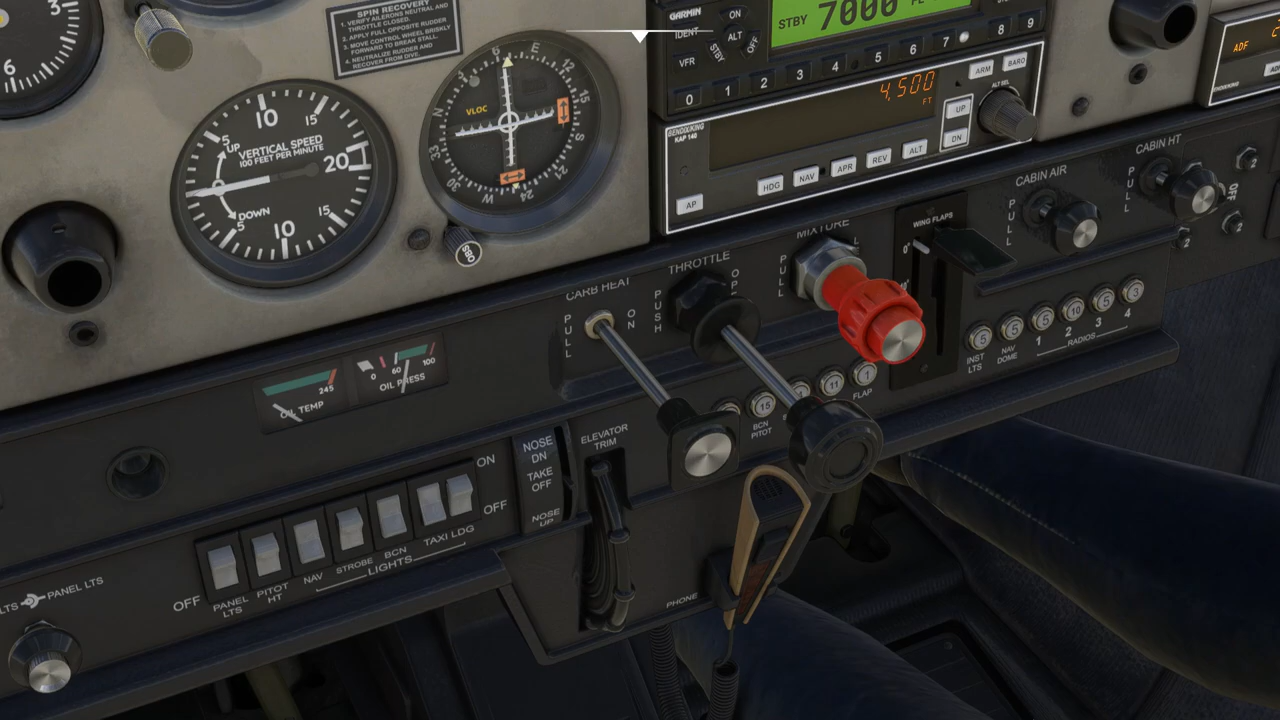 3
6
SPIN RECOVERY
1. VERIFY AILERONS NEUTRAL AND
THROTTLE CLOSED.
2. APPLY FULL OPPOSITE RUDDER
3. MOVE CONTROL WHEEL BRISKLY
FORWARD TO BREAK STALL.
4. NEUTRALIZE RUDDER AND
RECOVER FROM DIVE.
GARMIN
IDENT
VFR
ON
ALT
STBY
OFF
STBY 7000
0 1 2 3 4 5 6 7 8 9
BENDIX/KING
KAP 140
4,500
FT
AP
HDG
NAV
APR
REV
ALT
UP
DN
ARM
BARO
ADF
5
10
15
UP
VERTICAL SPEED
100 FEET PER MINUTE
20
DOWN
5
10
15
VLOC
E
12
15
S
21
24
W
30
33
6
OBS
CARB HEAT
PULL
ON
THROTTLE
PUSH
MIXTURE
PULL
WING FLAPS
0°
CABIN AIR
PULL
CABIN HT
PULL
OFF
245
OIL TEMP
0 60 100
OIL PRESS
15
BCN
PITOT
11
1
FLAP
5
INST
LTS
5
NAV
DOME
5
10
5
3
1 2 3 4
RADIOS
NOSE
DN
TAKE
OFF
NOSE
UP
ELEVATOR
TRIM
ON
OFF
OFF
PANEL
LTS
PITOT
HT
NAV
STROBE
BCN
TAXI
LDG
LIGHTS
PANEL LTS
PHONE